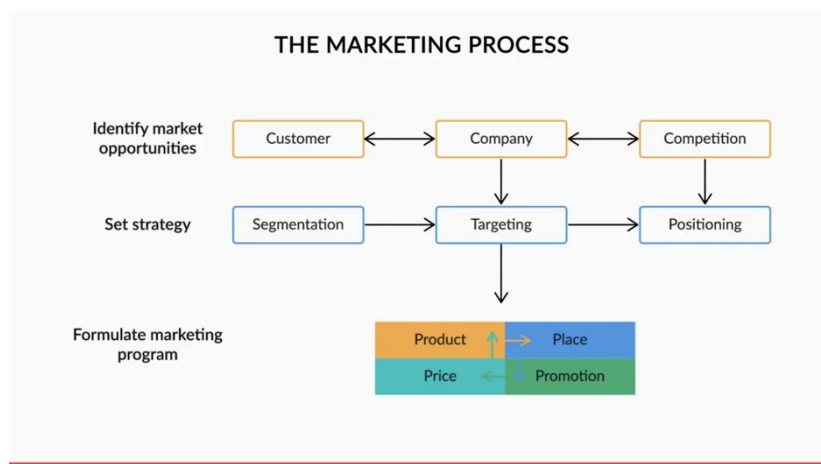 THE MARKETING PROCESS
Identify market
opportunities
Customer
Company
Competition
Set strategy
Segmentation
Targeting
Positioning
Formulate marketing
program
Product
Place
Price
Promotion